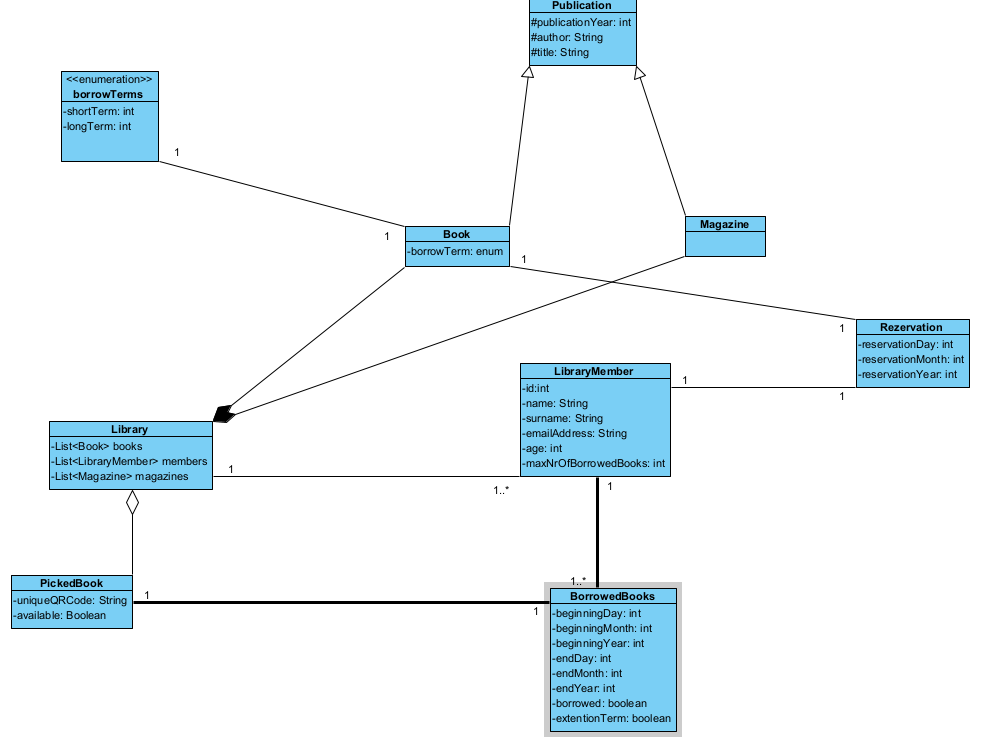 Publication
#publicationYear: int
#author: String
#title: String
<<enumeration>>
borrowTerms
-shortTerm: int
-longTerm: int
1
1
Book
-borrowTerm: enum
1
Magazine
1
Rezervation
-reservationDay: int
-reservationMonth: int
-reservationYear: int
1
1
LibraryMember
-id:int
-name: String
-surname: String
-emailAddress: String
-age: int
-maxNrOfBorrowedBooks: int
Library
-List<Book> books
-List<LibraryMember> members
-List<Magazine> magazines
1
1..*
1
1..*
PickedBook
-uniqueQRCode: String
-available: Boolean
1
1
BorrowedBooks
-beginningDay: int
-beginningMonth: int
-beginningYear: int
-endDay: int
-endMonth: int
-endYear: int
-borrowed: boolean
-extentionTerm: boolean